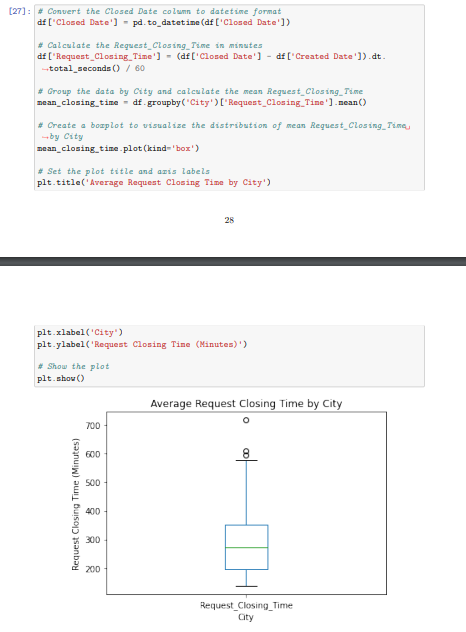 [27]: # Convert the Closed Date column to datetime format
df['Closed Date'] = pd.to_datetime(df['Closed Date'])
# Calculate the Request_Closing_Time in minutes
df['Request_Closing_Time'] = (df['Closed Date'] - df['Created Date']).dt.
↪total_seconds() / 60
# Group the data by City and calculate the mean Request_Closing_Time
mean_closing_time = df.groupby('City')['Request_Closing_Time'].mean()
# Create a boxplot to visualize the distribution of mean Request_Closing_Time␣
↪by City
mean_closing_time.plot(kind='box')
# Set the plot title and axis labels
plt.title('Average Request Closing Time by City')
28
plt.xlabel('City')
plt.ylabel('Request Closing Time (Minutes)')
# Show the plot
plt.show()
Average Request Closing Time by City
Request Closing Time (Minutes)
700
600
500
400
300
200
Request_Closing_Time
City